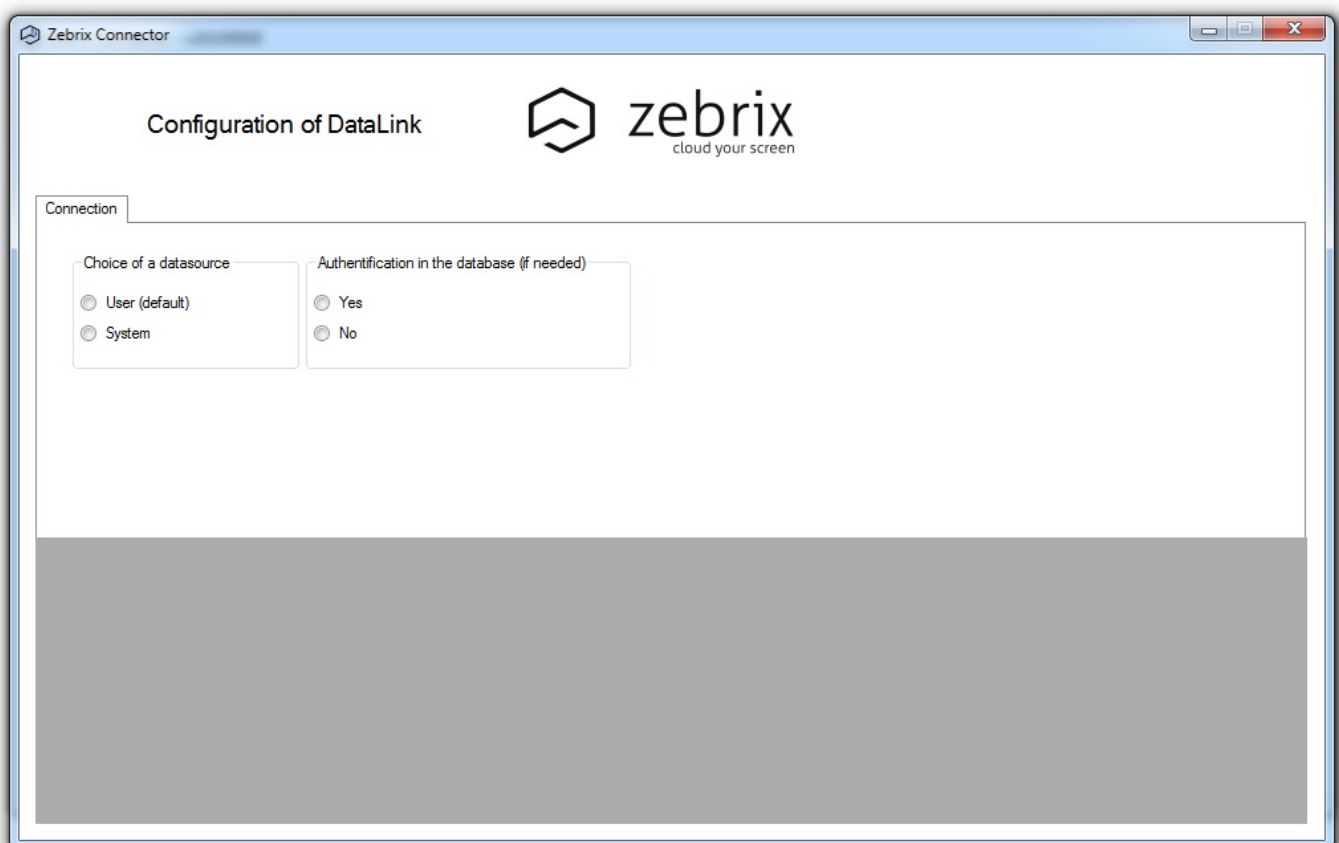 Zebrix Connector
Configuration of DataLink
zebrix
cloud your screen
Connection
Choice of a datasource
User (default)
System
Authentification in the database (if needed)
Yes
No